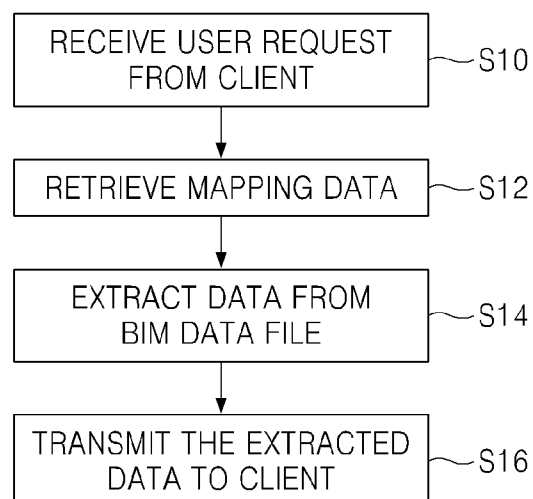 RECEIVE USER REQUEST
FROM CLIENT
S10
RETRIEVE MAPPING DATA
S12
EXTRACT DATA FROM
BIM DATA FILE
S14
TRANSMIT THE EXTRACTED
DATA TO CLIENT
S16